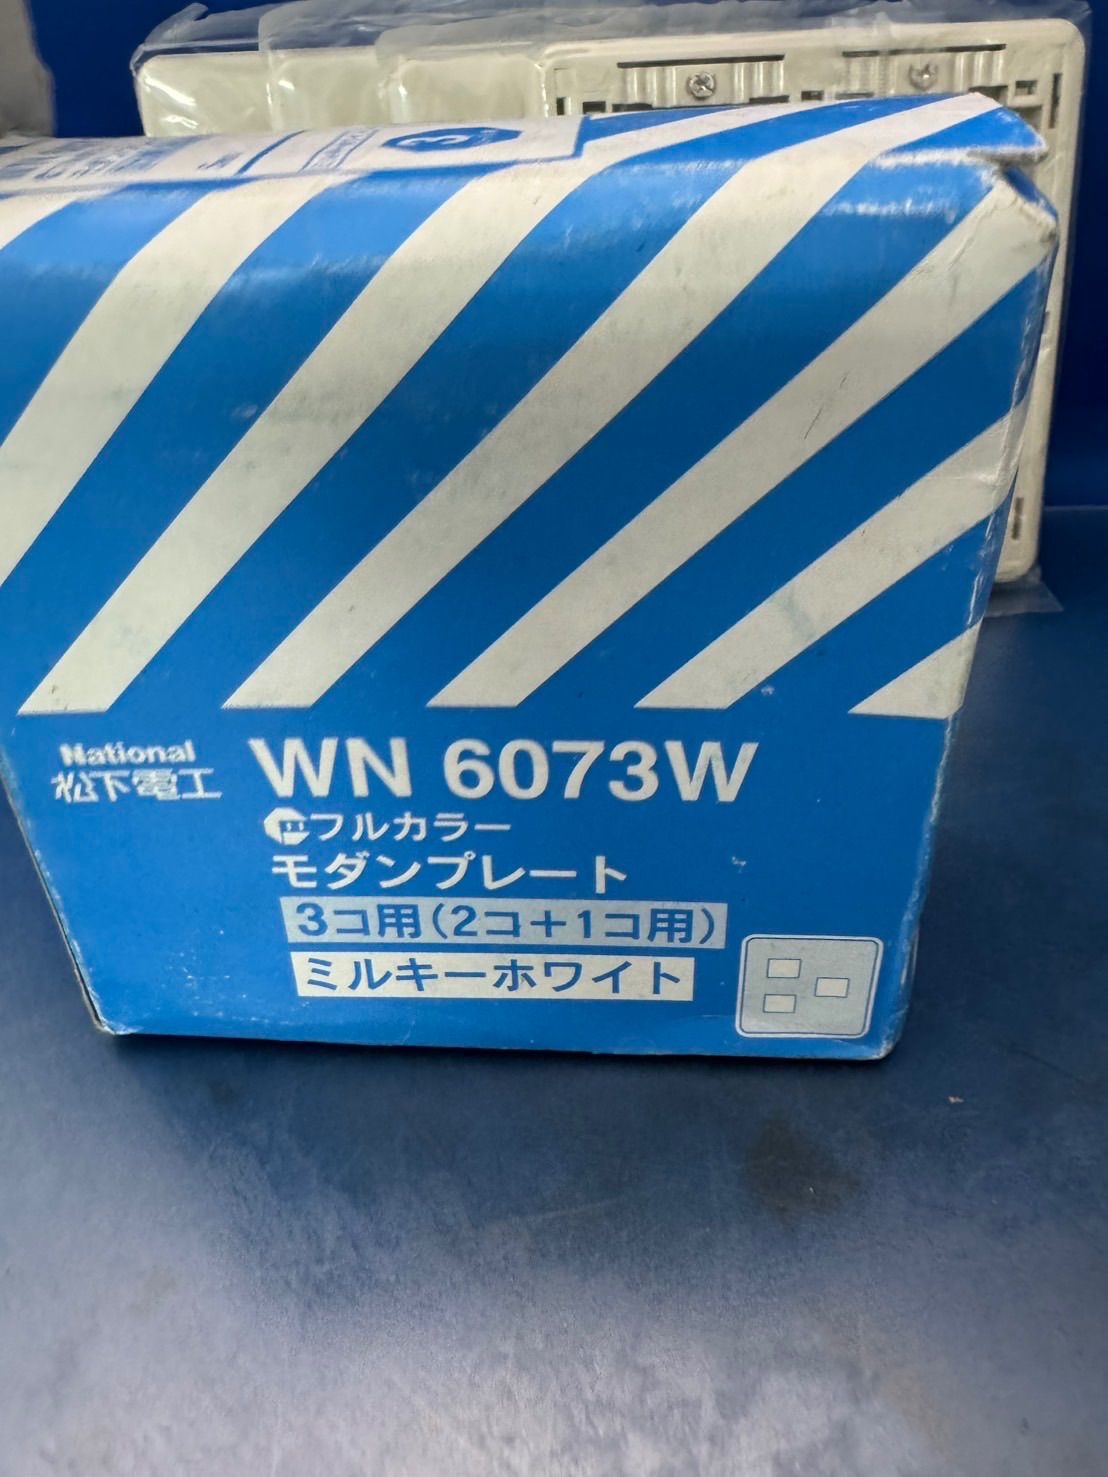 National
松下電工
WN 6073W
フルカラー
モダンプレート
3コ用(2コ+1コ用)
ミルキーホワイト